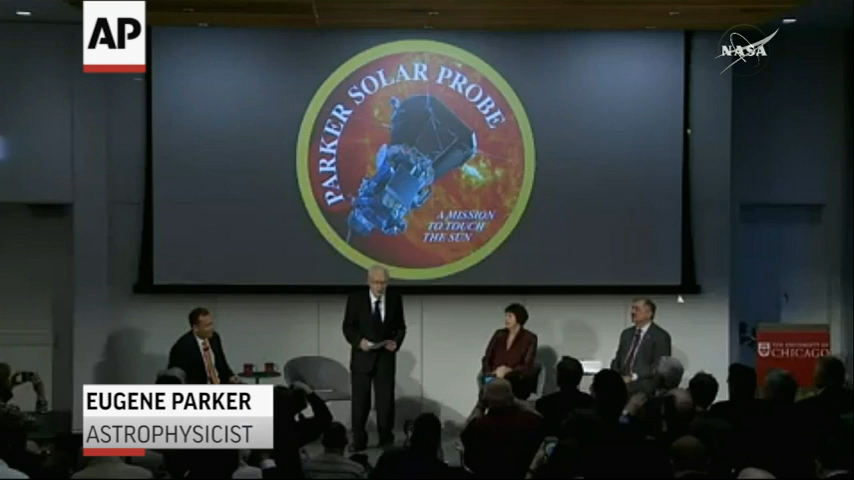 AP
NASA
PARKER SOLAR PROBE
A MISSION
TO TOUCH
THE SUN
THE UNIVERSITY OF
CHICAGO
EUGENE PARKER
ASTROPHYSICIST